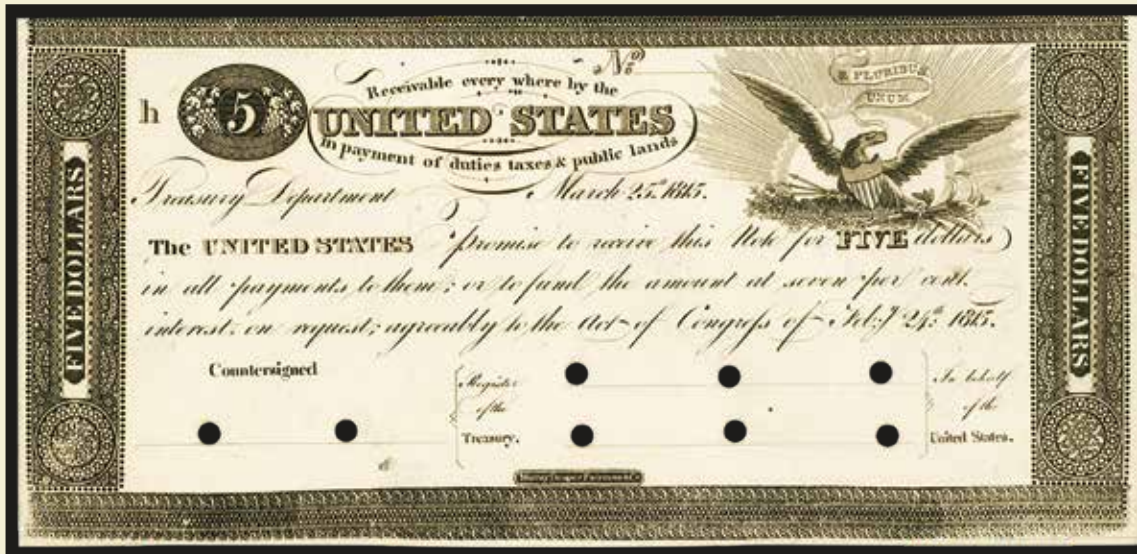 No
E PLURIBUS
UNUM
h 5 Receivable every where by the
UNITED STATES
in payment of duties taxes & public lands
Treasury Department March 25th 1815.
The UNITED STATES promise to receive this Note for FIVE dollars
in all payments to them; or to fund the amount at seven per cent.
interest, on request; agreeably to the Act of Congress of Feb:y 24th: 1815.
FIVE DOLLARS
FIVE DOLLARS
Countersigned
Register
of the
Treasury.
In behalf
of the
United States.